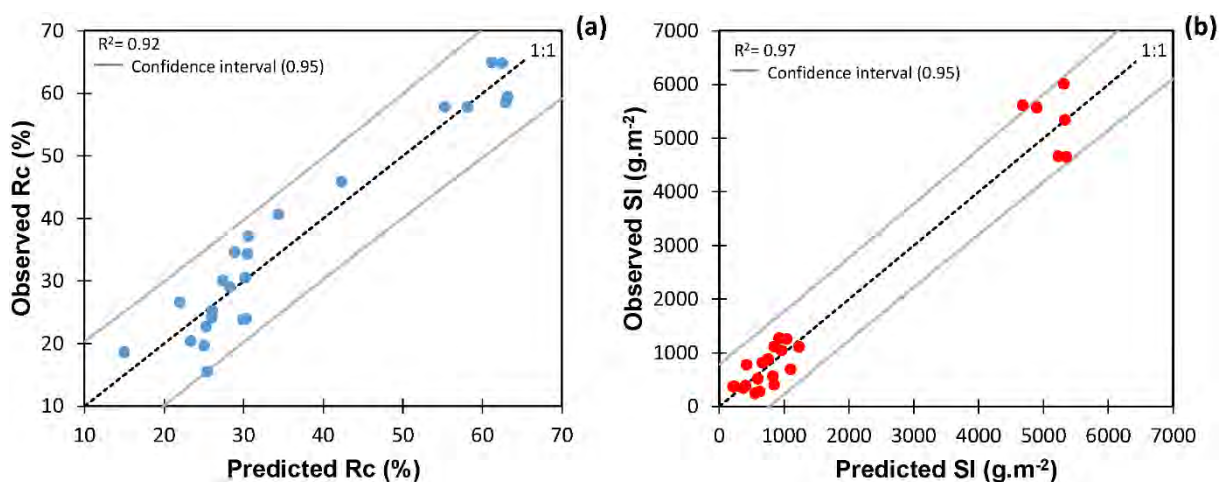 (a)
R²= 0.92
Confidence interval (0.95)
1:1
70
60
50
40
30
20
10
Observed Rc (%)
10 20 30 40 50 60 70
Predicted Rc (%)
(b)
R²= 0.97
Confidence interval (0.95)
1:1
7000
6000
5000
4000
3000
2000
1000
0
Observed SI (g.m⁻²)
0 1000 2000 3000 4000 5000 6000 7000
Predicted SI (g.m⁻²)